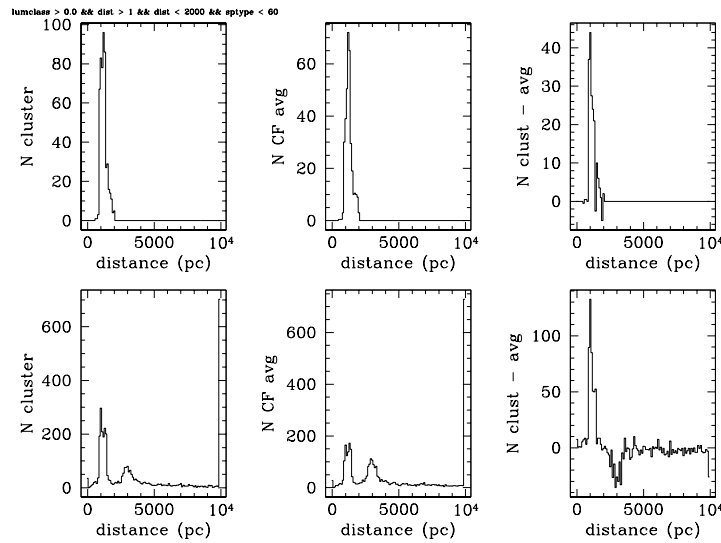 lumclass > 0.0 && dist > 1 && dist < 2000 && sptype < 60
N cluster
100
80
60
40
20
0
0 5000 10⁴
distance (pc)
N CF avg
60
40
20
0
0 5000 10⁴
distance (pc)
N clust - avg
40
30
20
10
0
0 5000 10⁴
distance (pc)
N cluster
600
400
200
0
0 5000 10⁴
distance (pc)
N CF avg
600
400
200
0
0 5000 10⁴
distance (pc)
N clust - avg
100
50
0
0 5000 10⁴
distance (pc)